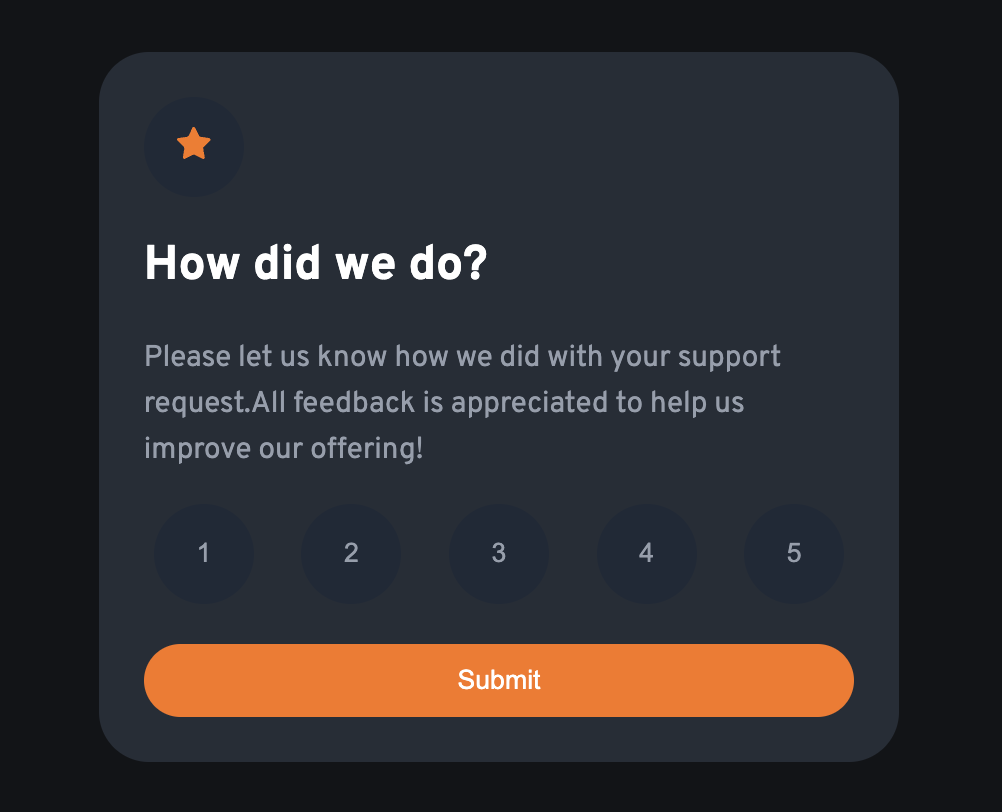 How did we do?
Please let us know how we did with your support
request.All feedback is appreciated to help us
improve our offering!
1 2 3 4 5
Submit